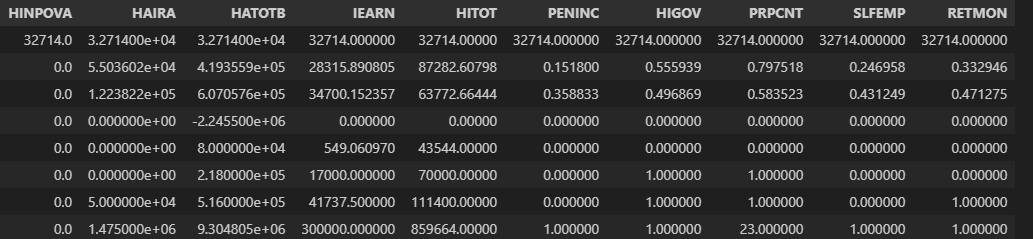 HINPOVA HAIRA HATOTB IEARN HITOT PENINC HIGOV PRPCNT SLFEMP RETMON
32714.0 3.271400e+04 3.271400e+04 32714.000000 32714.00000 32714.000000 32714.000000 32714.000000 32714.000000 32714.000000
0.0 5.503602e+04 4.193559e+05 28315.890805 87282.60798 0.151800 0.555939 0.797518 0.246958 0.332946
0.0 1.223822e+05 6.070576e+05 34700.152357 63772.66444 0.358833 0.496869 0.583523 0.431249 0.471275
0.0 0.000000e+00 -2.245500e+06 0.000000 0.00000 0.000000 0.000000 0.000000 0.000000 0.000000
0.0 0.000000e+00 8.000000e+04 549.060970 43544.00000 0.000000 0.000000 0.000000 0.000000 0.000000
0.0 0.000000e+00 2.180000e+05 17000.000000 70000.00000 0.000000 1.000000 1.000000 0.000000 0.000000
0.0 5.000000e+04 5.160000e+05 41737.500000 111400.00000 0.000000 1.000000 1.000000 0.000000 1.000000
0.0 1.475000e+06 9.304805e+06 300000.000000 859664.00000 1.000000 1.000000 23.000000 1.000000 1.000000